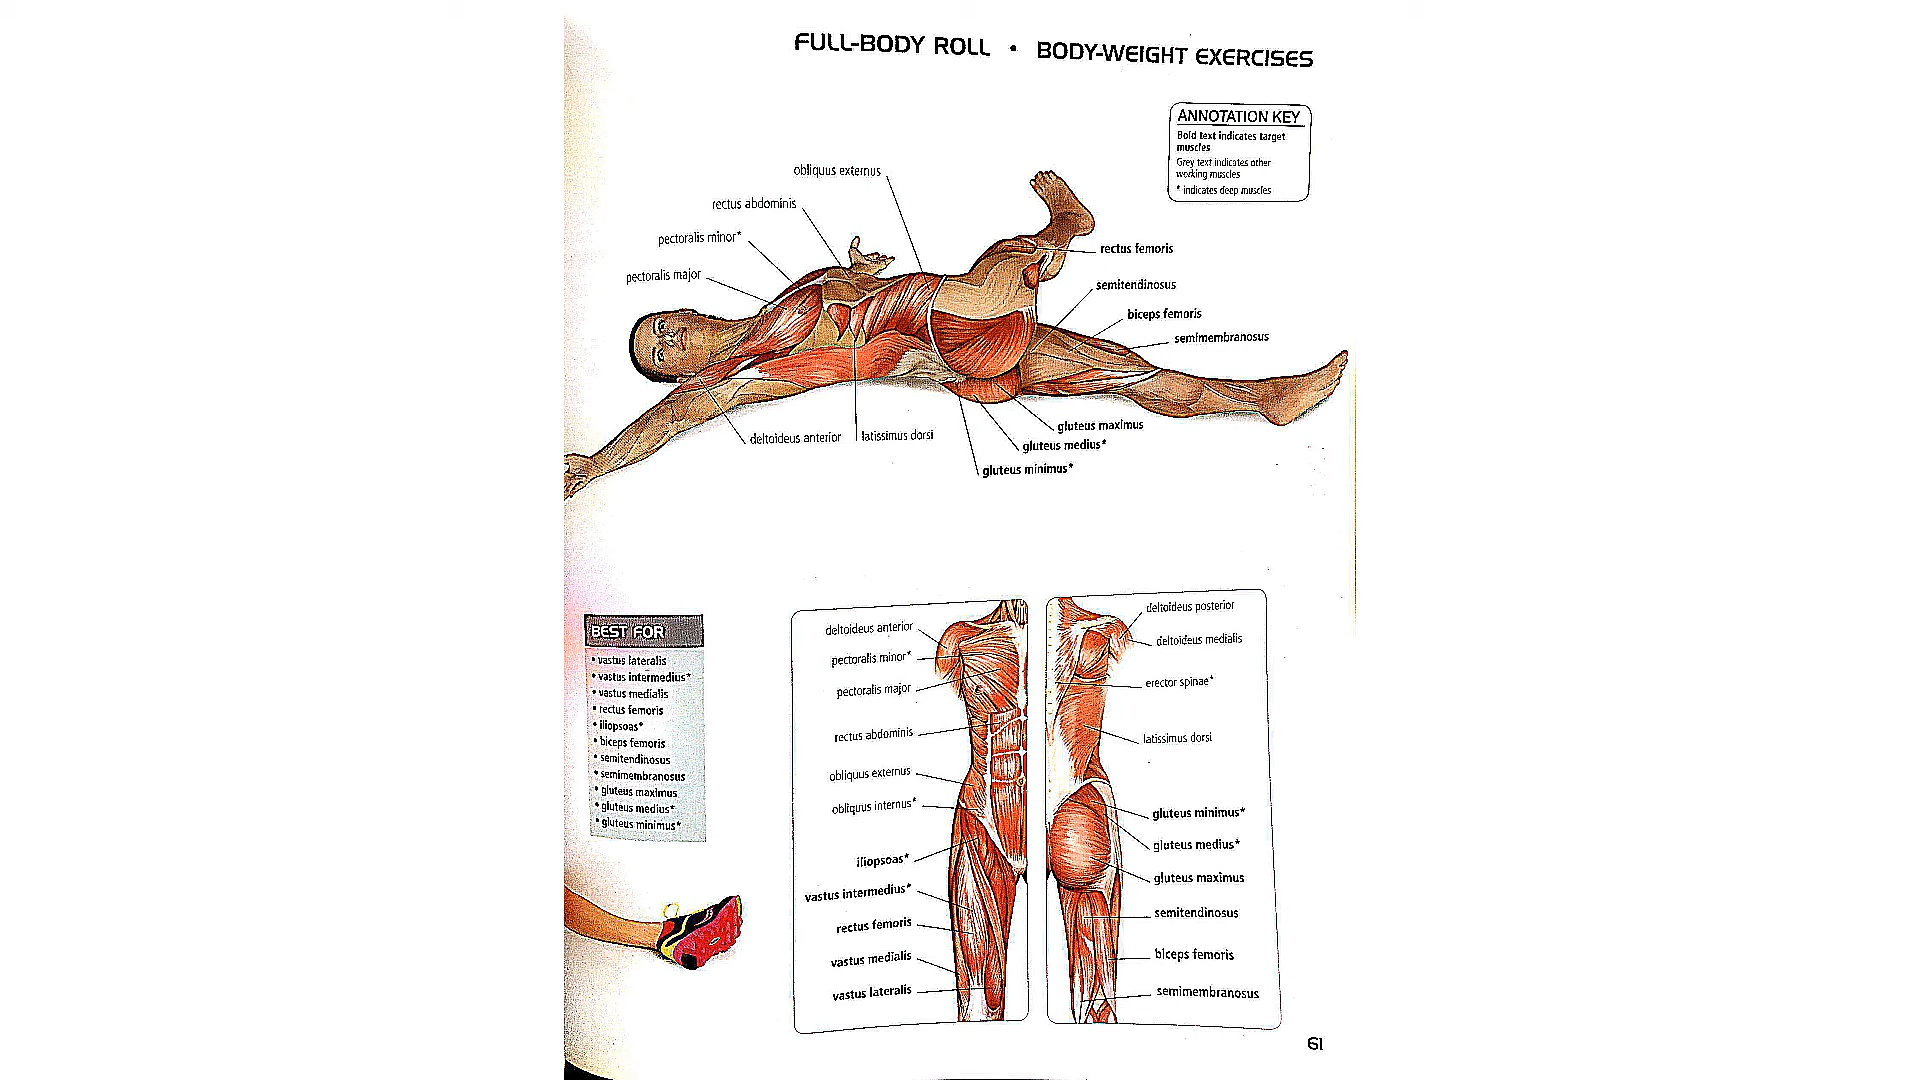 FULL-BODY ROLL • BODY-WEIGHT EXERCISES
ANNOTATION KEY
Bold text indicates target
muscles
Grey text indicates other
working muscles
* indicates deep muscles
obliquus externus
rectus abdominis
pectoralis minor*
pectoralis major
rectus femoris
semitendinosus
biceps femoris
semimembranosus
deltoideus anterior
latissimus dorsi
gluteus maximus
gluteus medius*
gluteus minimus*
BEST FOR
• vastus lateralis
• vastus intermedius*
• vastus medialis
• rectus femoris
• iliopsoas*
• biceps femoris
• semitendinosus
• semimembranosus
• gluteus maximus
• gluteus medius*
• gluteus minimus*
deltoideus anterior
pectoralis minor*
pectoralis major
rectus abdominis
obliquus externus
obliquus internus*
iliopsoas*
vastus intermedius*
rectus femoris
vastus medialis
vastus lateralis
deltoideus posterior
deltoideus medialis
erector spinae*
latissimus dorsi
gluteus minimus*
gluteus medius*
gluteus maximus
semitendinosus
biceps femoris
semimembranosus
61